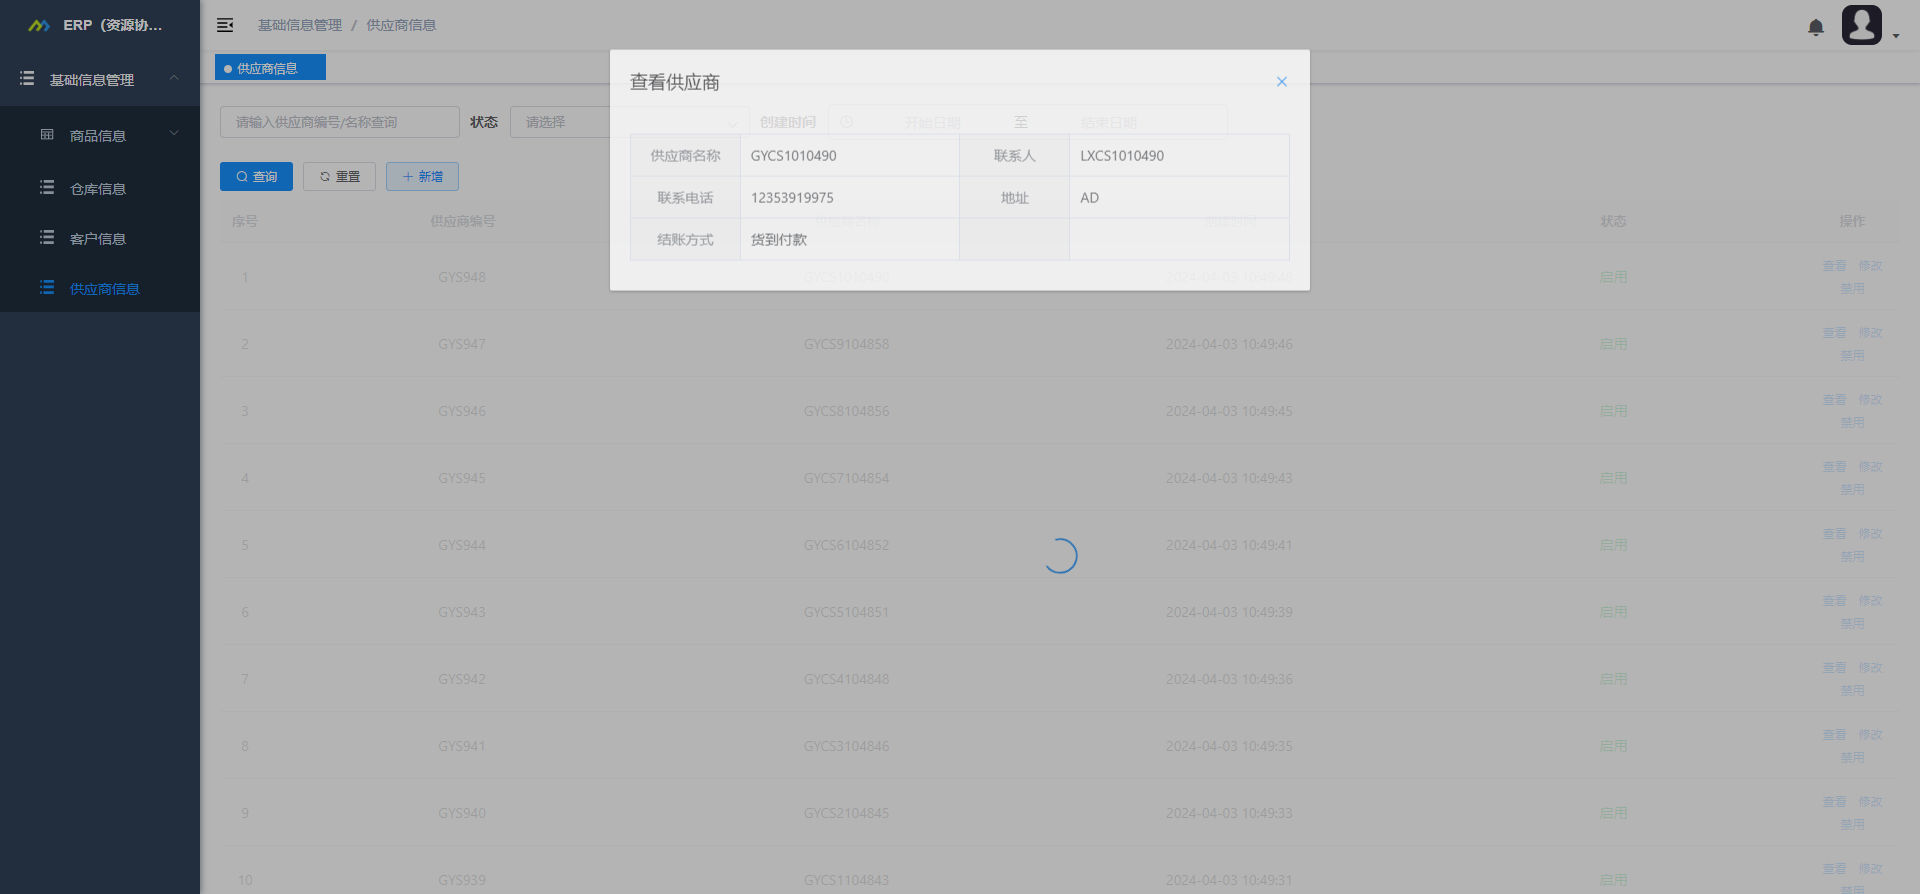 ERP（资源协...
基础信息管理
商品信息
仓库信息
客户信息
供应商信息
基础信息管理 / 供应商信息
供应商信息
请输入供应商编号/名称查询 状态 请选择 创建时间 开始日期 至 结束日期
查询 重置 新增
查看供应商
供应商名称 GYCS1010490 联系人 LXCS1010490
联系电话 12353919975 地址 AD
结账方式 货到付款
序号 供应商编号 供应商名称 创建时间 状态 操作
1 GYS948 GYCS1010490 启用 查看 修改 禁用
2 GYS947 GYCS9104858 2024-04-03 10:49:46 启用 查看 修改 禁用
3 GYS946 GYCS8104856 2024-04-03 10:49:45 启用 查看 修改 禁用
4 GYS945 GYCS7104854 2024-04-03 10:49:43 启用 查看 修改 禁用
5 GYS944 GYCS6104852 2024-04-03 10:49:41 启用 查看 修改 禁用
6 GYS943 GYCS5104851 2024-04-03 10:49:39 启用 查看 修改 禁用
7 GYS942 GYCS4104848 2024-04-03 10:49:36 启用 查看 修改 禁用
8 GYS941 GYCS3104846 2024-04-03 10:49:35 启用 查看 修改 禁用
9 GYS940 GYCS2104845 2024-04-03 10:49:33 启用 查看 修改 禁用
10 GYS939 GYCS1104843 2024-04-03 10:49:31 启用 查看 修改